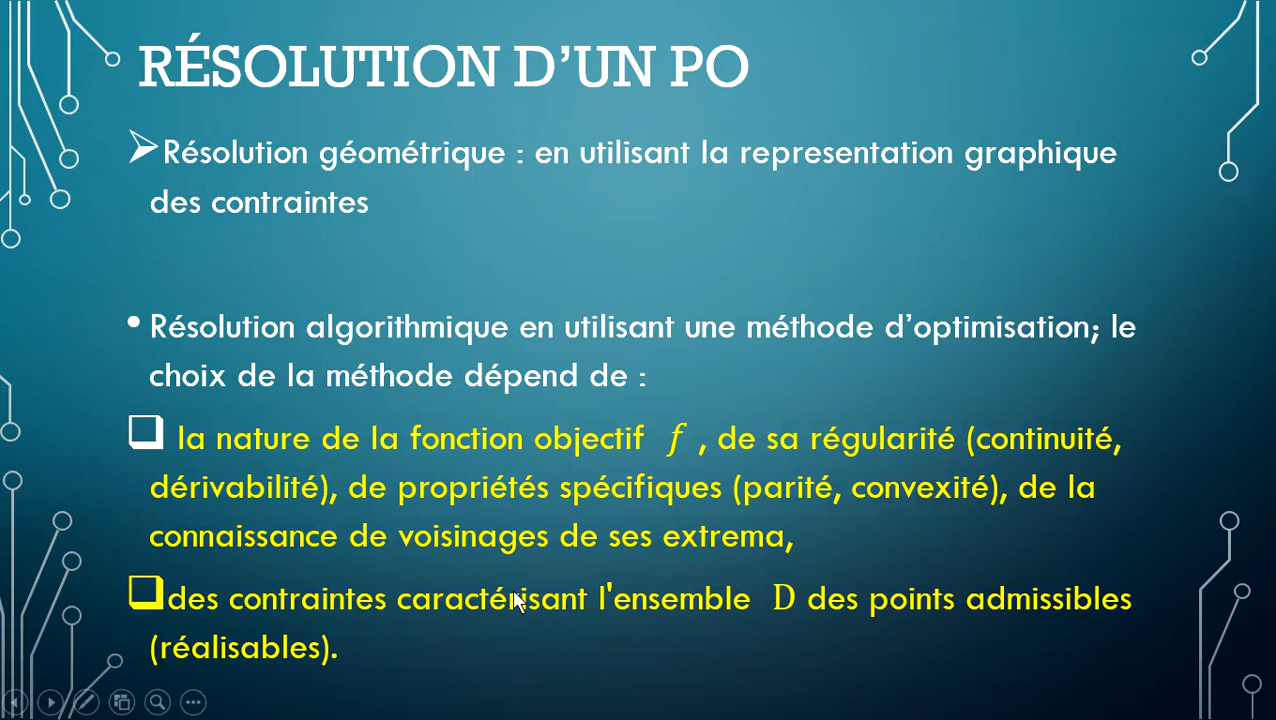 RÉSOLUTION D’UN PO
Résolution géométrique : en utilisant la representation graphique
des contraintes
Résolution algorithmique en utilisant une méthode d’optimisation; le
choix de la méthode dépend de :
la nature de la fonction objectif f , de sa régularité (continuité,
dérivabilité), de propriétés spécifiques (parité, convexité), de la
connaissance de voisinages de ses extrema,
des contraintes caractérisant l'ensemble D des points admissibles
(réalisables).